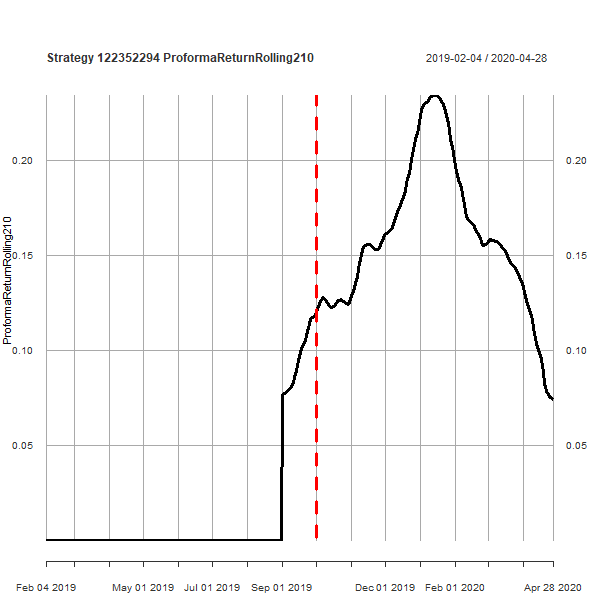 Strategy 122352294 ProformaReturnRolling210
2019-02-04 / 2020-04-28
ProformaReturnRolling210
0.20
0.20
0.15
0.15
0.10
0.10
0.05
0.05
Feb 04 2019
May 01 2019
Jul 01 2019
Sep 01 2019
Dec 01 2019
Feb 01 2020
Apr 28 2020